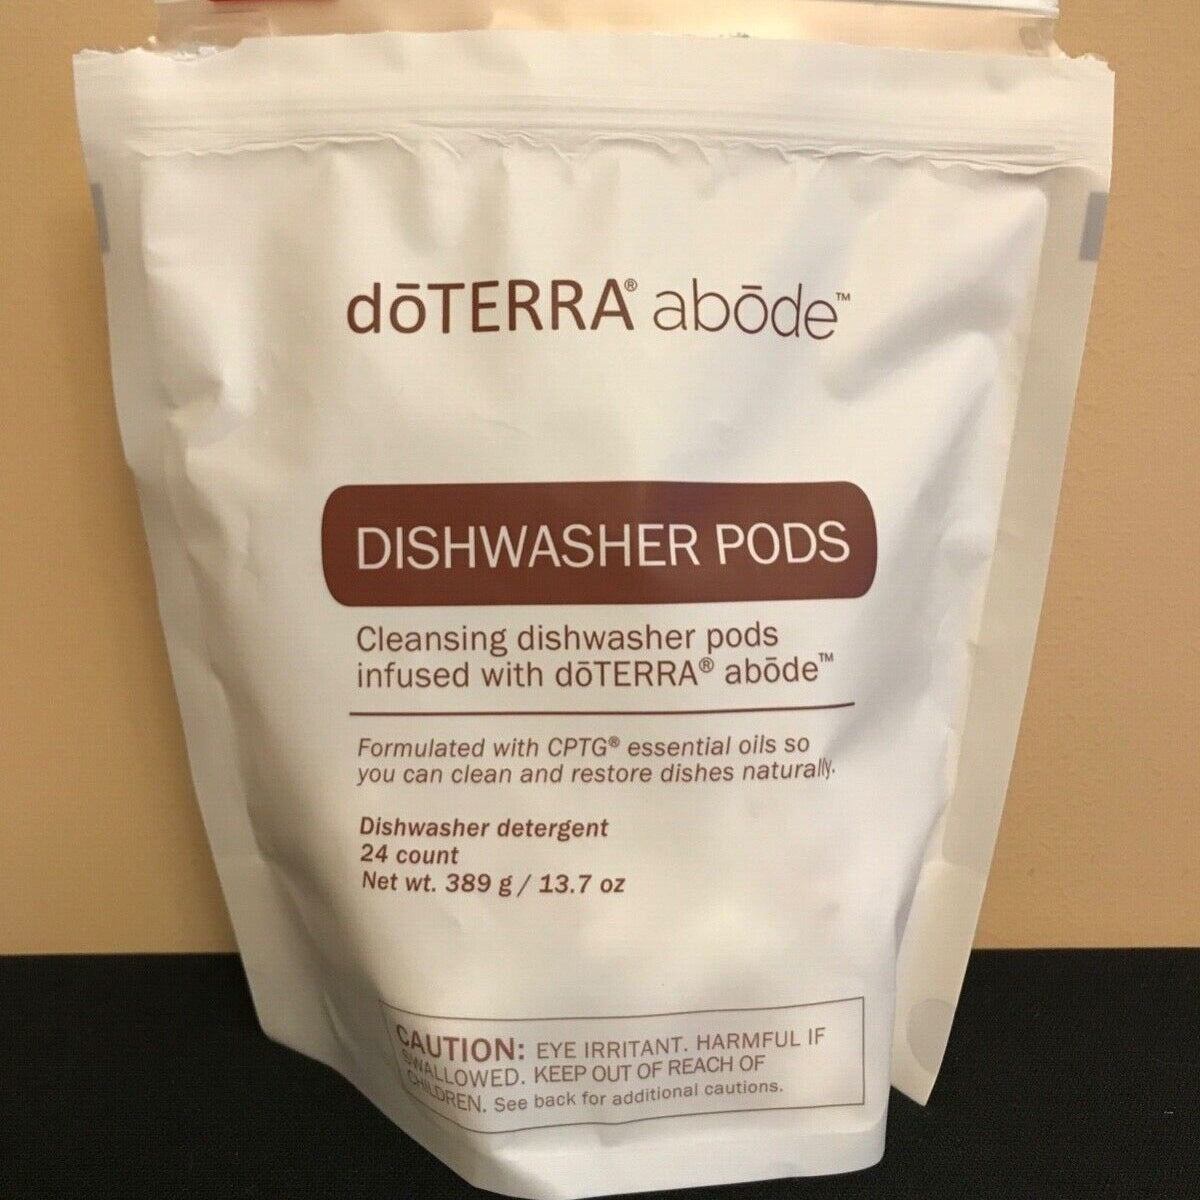 dōTERRA® abōde™
DISHWASHER PODS
Cleansing dishwasher pods
infused with dōTERRA® abōde™
Formulated with CPTG® essential oils so
you can clean and restore dishes naturally.
Dishwasher detergent
24 count
Net wt. 389 g / 13.7 oz
CAUTION: EYE IRRITANT. HARMFUL IF
SWALLOWED. KEEP OUT OF REACH OF
CHILDREN. See back for additional cautions.